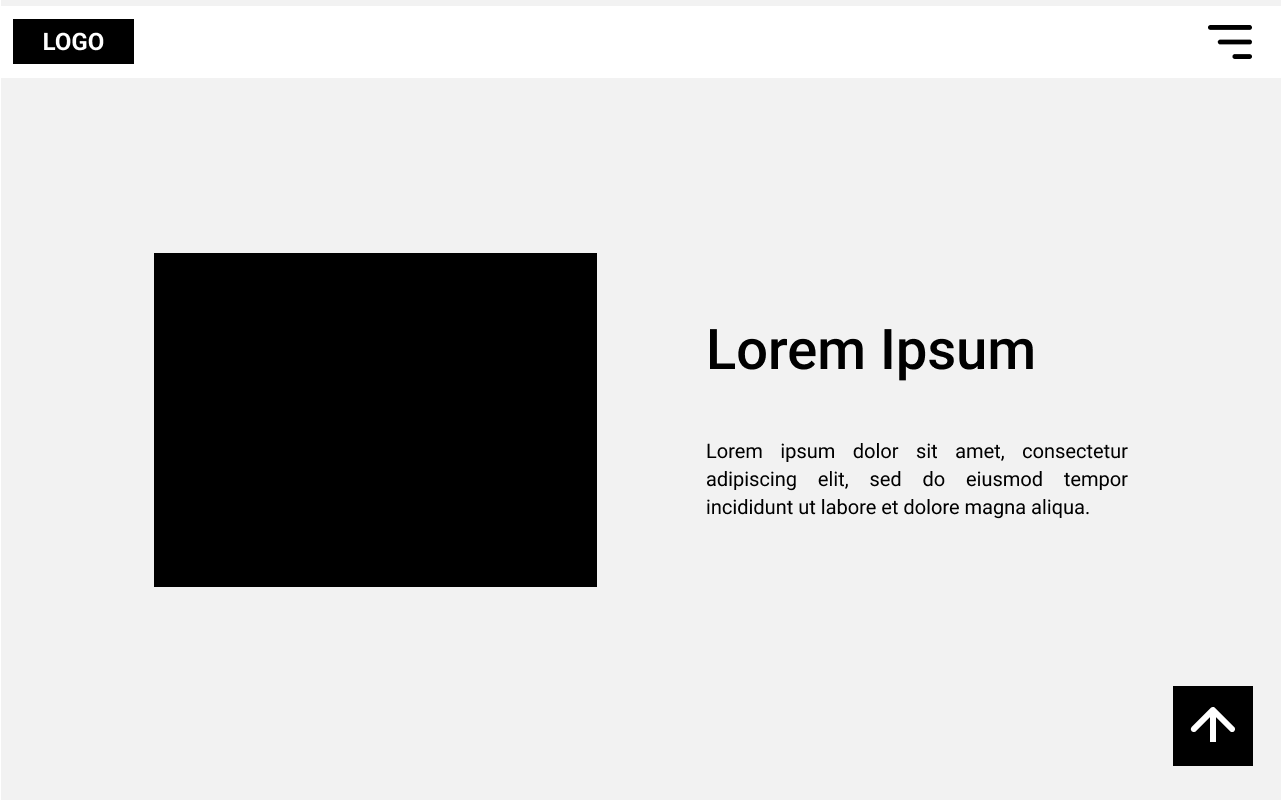 LOGO
Lorem Ipsum
Lorem ipsum dolor sit amet, consectetur
adipiscing elit, sed do eiusmod tempor
incididunt ut labore et dolore magna aliqua.